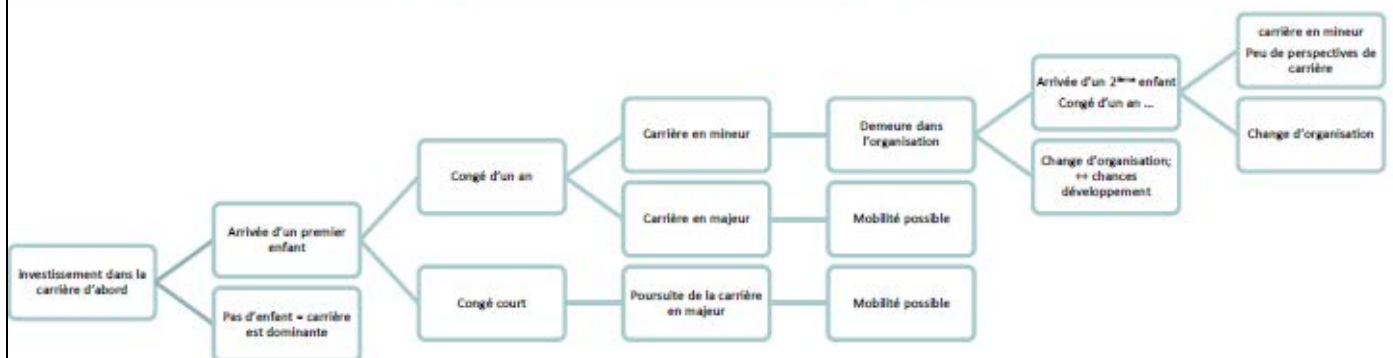 Investissement dans la
carrière d'abord
Arrivée d'un premier
enfant
Pas d'enfant = carrière
est dominante
Congé d'un an
Congé court
Carrière en mineur
Carrière en majeur
Poursuite de la carrière
en majeur
Demeure dans
l'organisation
Mobilité possible
Mobilité possible
Arrivée d'un 2ième enfant
Congé d'un an ...
Change d'organisation;
++ chances
développement
carrière en mineur
Peu de perspectives de
carrière
Change d'organisation